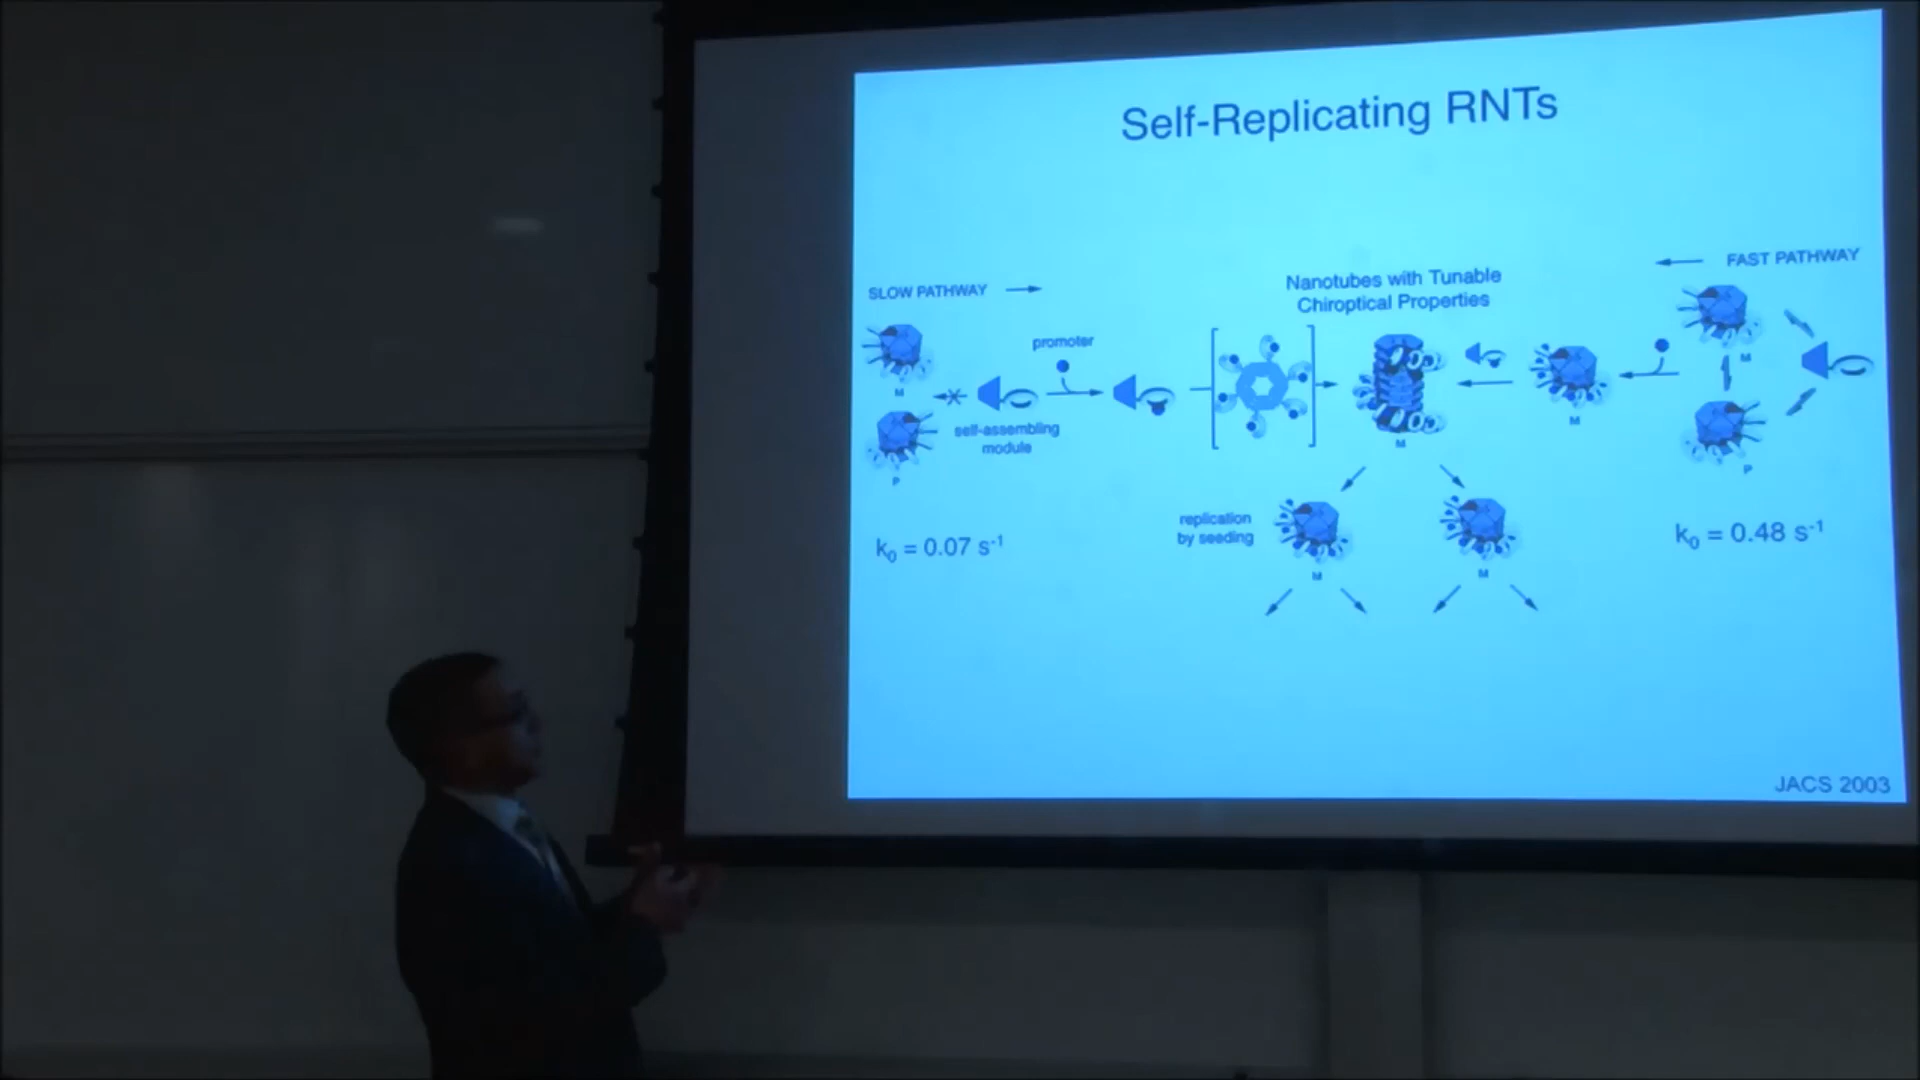 Self-Replicating RNTs
SLOW PATHWAY
FAST PATHWAY
Nanotubes with Tunable
Chiroptical Properties
promoter
M
M
self-assembling
module
P
M
M
P
replication
by seeding
M
M
k₀ = 0.07 s⁻¹
k₀ = 0.48 s⁻¹
JACS 2003